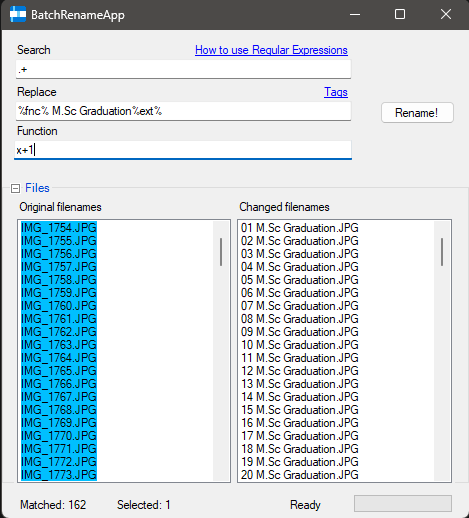 BatchRenameApp
Search How to use Regular Expressions
.+
Replace Tags
%fnc% M.Sc Graduation%ext%
Rename!
Function
x+1
Files
Original filenames Changed filenames
IMG_1754.JPG 01 M.Sc Graduation.JPG
IMG_1755.JPG 02 M.Sc Graduation.JPG
IMG_1756.JPG 03 M.Sc Graduation.JPG
IMG_1757.JPG 04 M.Sc Graduation.JPG
IMG_1758.JPG 05 M.Sc Graduation.JPG
IMG_1759.JPG 06 M.Sc Graduation.JPG
IMG_1760.JPG 07 M.Sc Graduation.JPG
IMG_1761.JPG 08 M.Sc Graduation.JPG
IMG_1762.JPG 09 M.Sc Graduation.JPG
IMG_1763.JPG 10 M.Sc Graduation.JPG
IMG_1764.JPG 11 M.Sc Graduation.JPG
IMG_1765.JPG 12 M.Sc Graduation.JPG
IMG_1766.JPG 13 M.Sc Graduation.JPG
IMG_1767.JPG 14 M.Sc Graduation.JPG
IMG_1768.JPG 15 M.Sc Graduation.JPG
IMG_1769.JPG 16 M.Sc Graduation.JPG
IMG_1770.JPG 17 M.Sc Graduation.JPG
IMG_1771.JPG 18 M.Sc Graduation.JPG
IMG_1772.JPG 19 M.Sc Graduation.JPG
IMG_1773.JPG 20 M.Sc Graduation.JPG
Matched: 162 Selected: 1 Ready